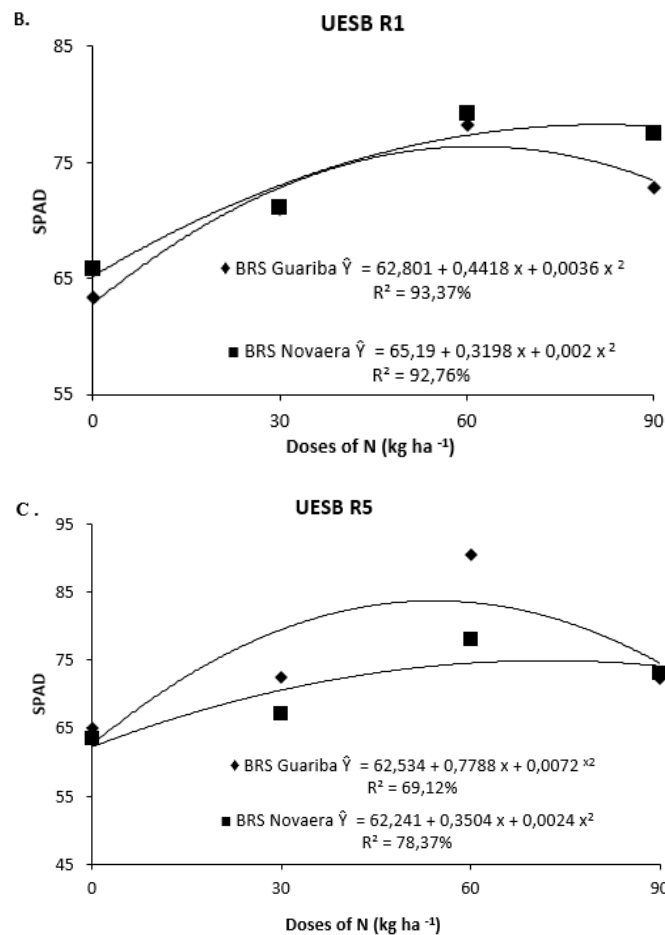 B.
UESB R1
85
75
65
55
SPAD
BRS Guariba Ŷ = 62,801 + 0,4418 x + 0,0036 x ²
R² = 93,37%
BRS Novaera Ŷ = 65,19 + 0,3198 x + 0,002 x ²
R² = 92,76%
0 30 60 90
Doses of N (kg ha ⁻¹)
C .
UESB R5
95
85
75
65
55
45
SPAD
BRS Guariba Ŷ = 62,534 + 0,7788 x + 0,0072 ˣ²
R² = 69,12%
BRS Novaera Ŷ = 62,241 + 0,3504 x + 0,0024 x²
R² = 78,37%
0 30 60 90
Doses of N (kg ha ⁻¹)